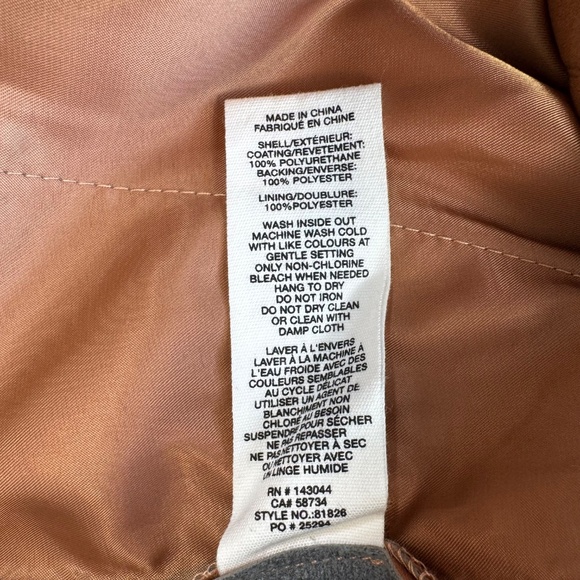 MADE IN CHINA
FABRIQUÉ EN CHINE
SHELL/EXTÉRIEUR:
COATING/REVETEMENT:
100% POLYURETHANE
BACKING/ENVERSE:
100% POLYESTER
LINING/DOUBLURE:
100%POLYESTER
WASH INSIDE OUT
MACHINE WASH COLD
WITH LIKE COLOURS AT
GENTLE SETTING
ONLY NON-CHLORINE
BLEACH WHEN NEEDED
HANG TO DRY
DO NOT IRON
DO NOT DRY CLEAN
OR CLEAN WITH
DAMP CLOTH
LAVER À L'ENVERS
LAVER À LA MACHINE À
L'EAU FROIDE AVEC DES
COULEURS SEMBLABLES
AU CYCLE DÉLICAT
UTILISER UN AGENT DE
BLANCHIMENT NON
CHLORÉ AU BESOIN
SUSPENDRE POUR SÉCHER
NE PAS REPASSER
NE PAS NETTOYER À SEC
OU NETTOYER AVEC
UN LINGE HUMIDE
RN # 143044
CA# 58734
STYLE NO.:81826
PO # 25294